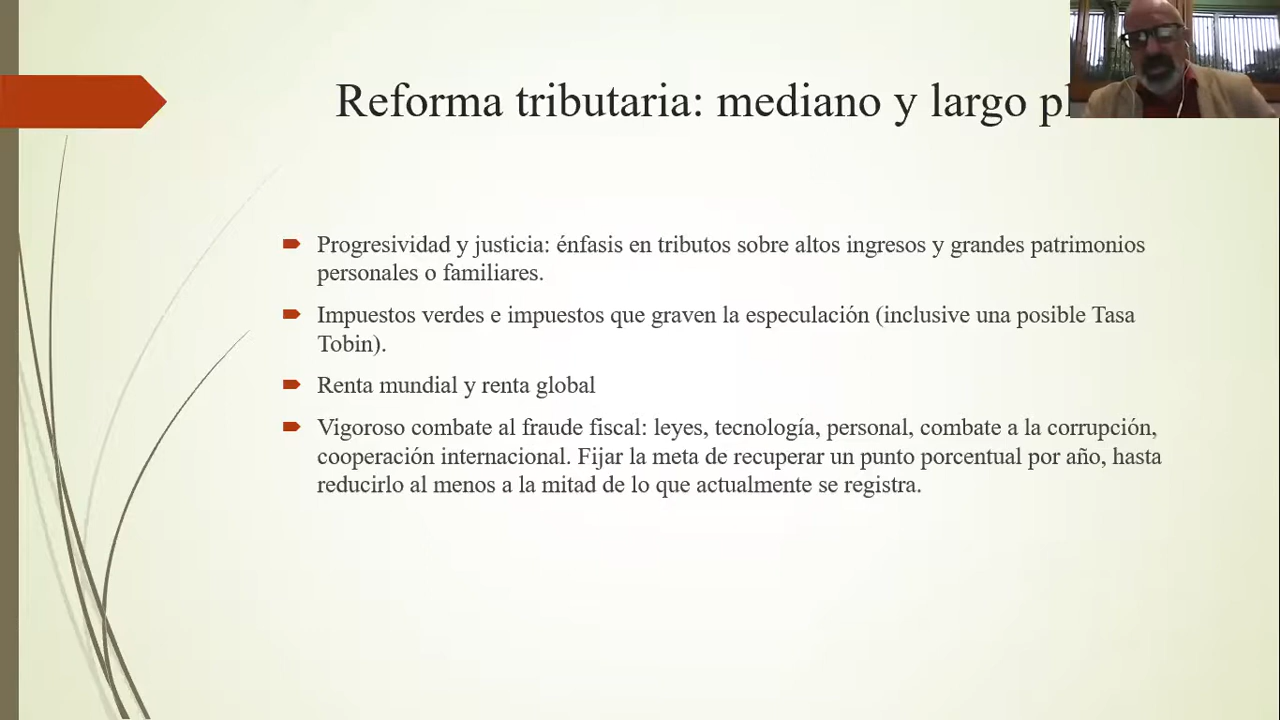 Reforma tributaria: mediano y largo
Progresividad y justicia: énfasis en tributos sobre altos ingresos y grandes patrimonios
personales o familiares.
Impuestos verdes e impuestos que graven la especulación (inclusive una posible Tasa
Tobin).
Renta mundial y renta global
Vigoroso combate al fraude fiscal: leyes, tecnología, personal, combate a la corrupción,
cooperación internacional. Fijar la meta de recuperar un punto porcentual por año, hasta
reducirlo al menos a la mitad de lo que actualmente se registra.